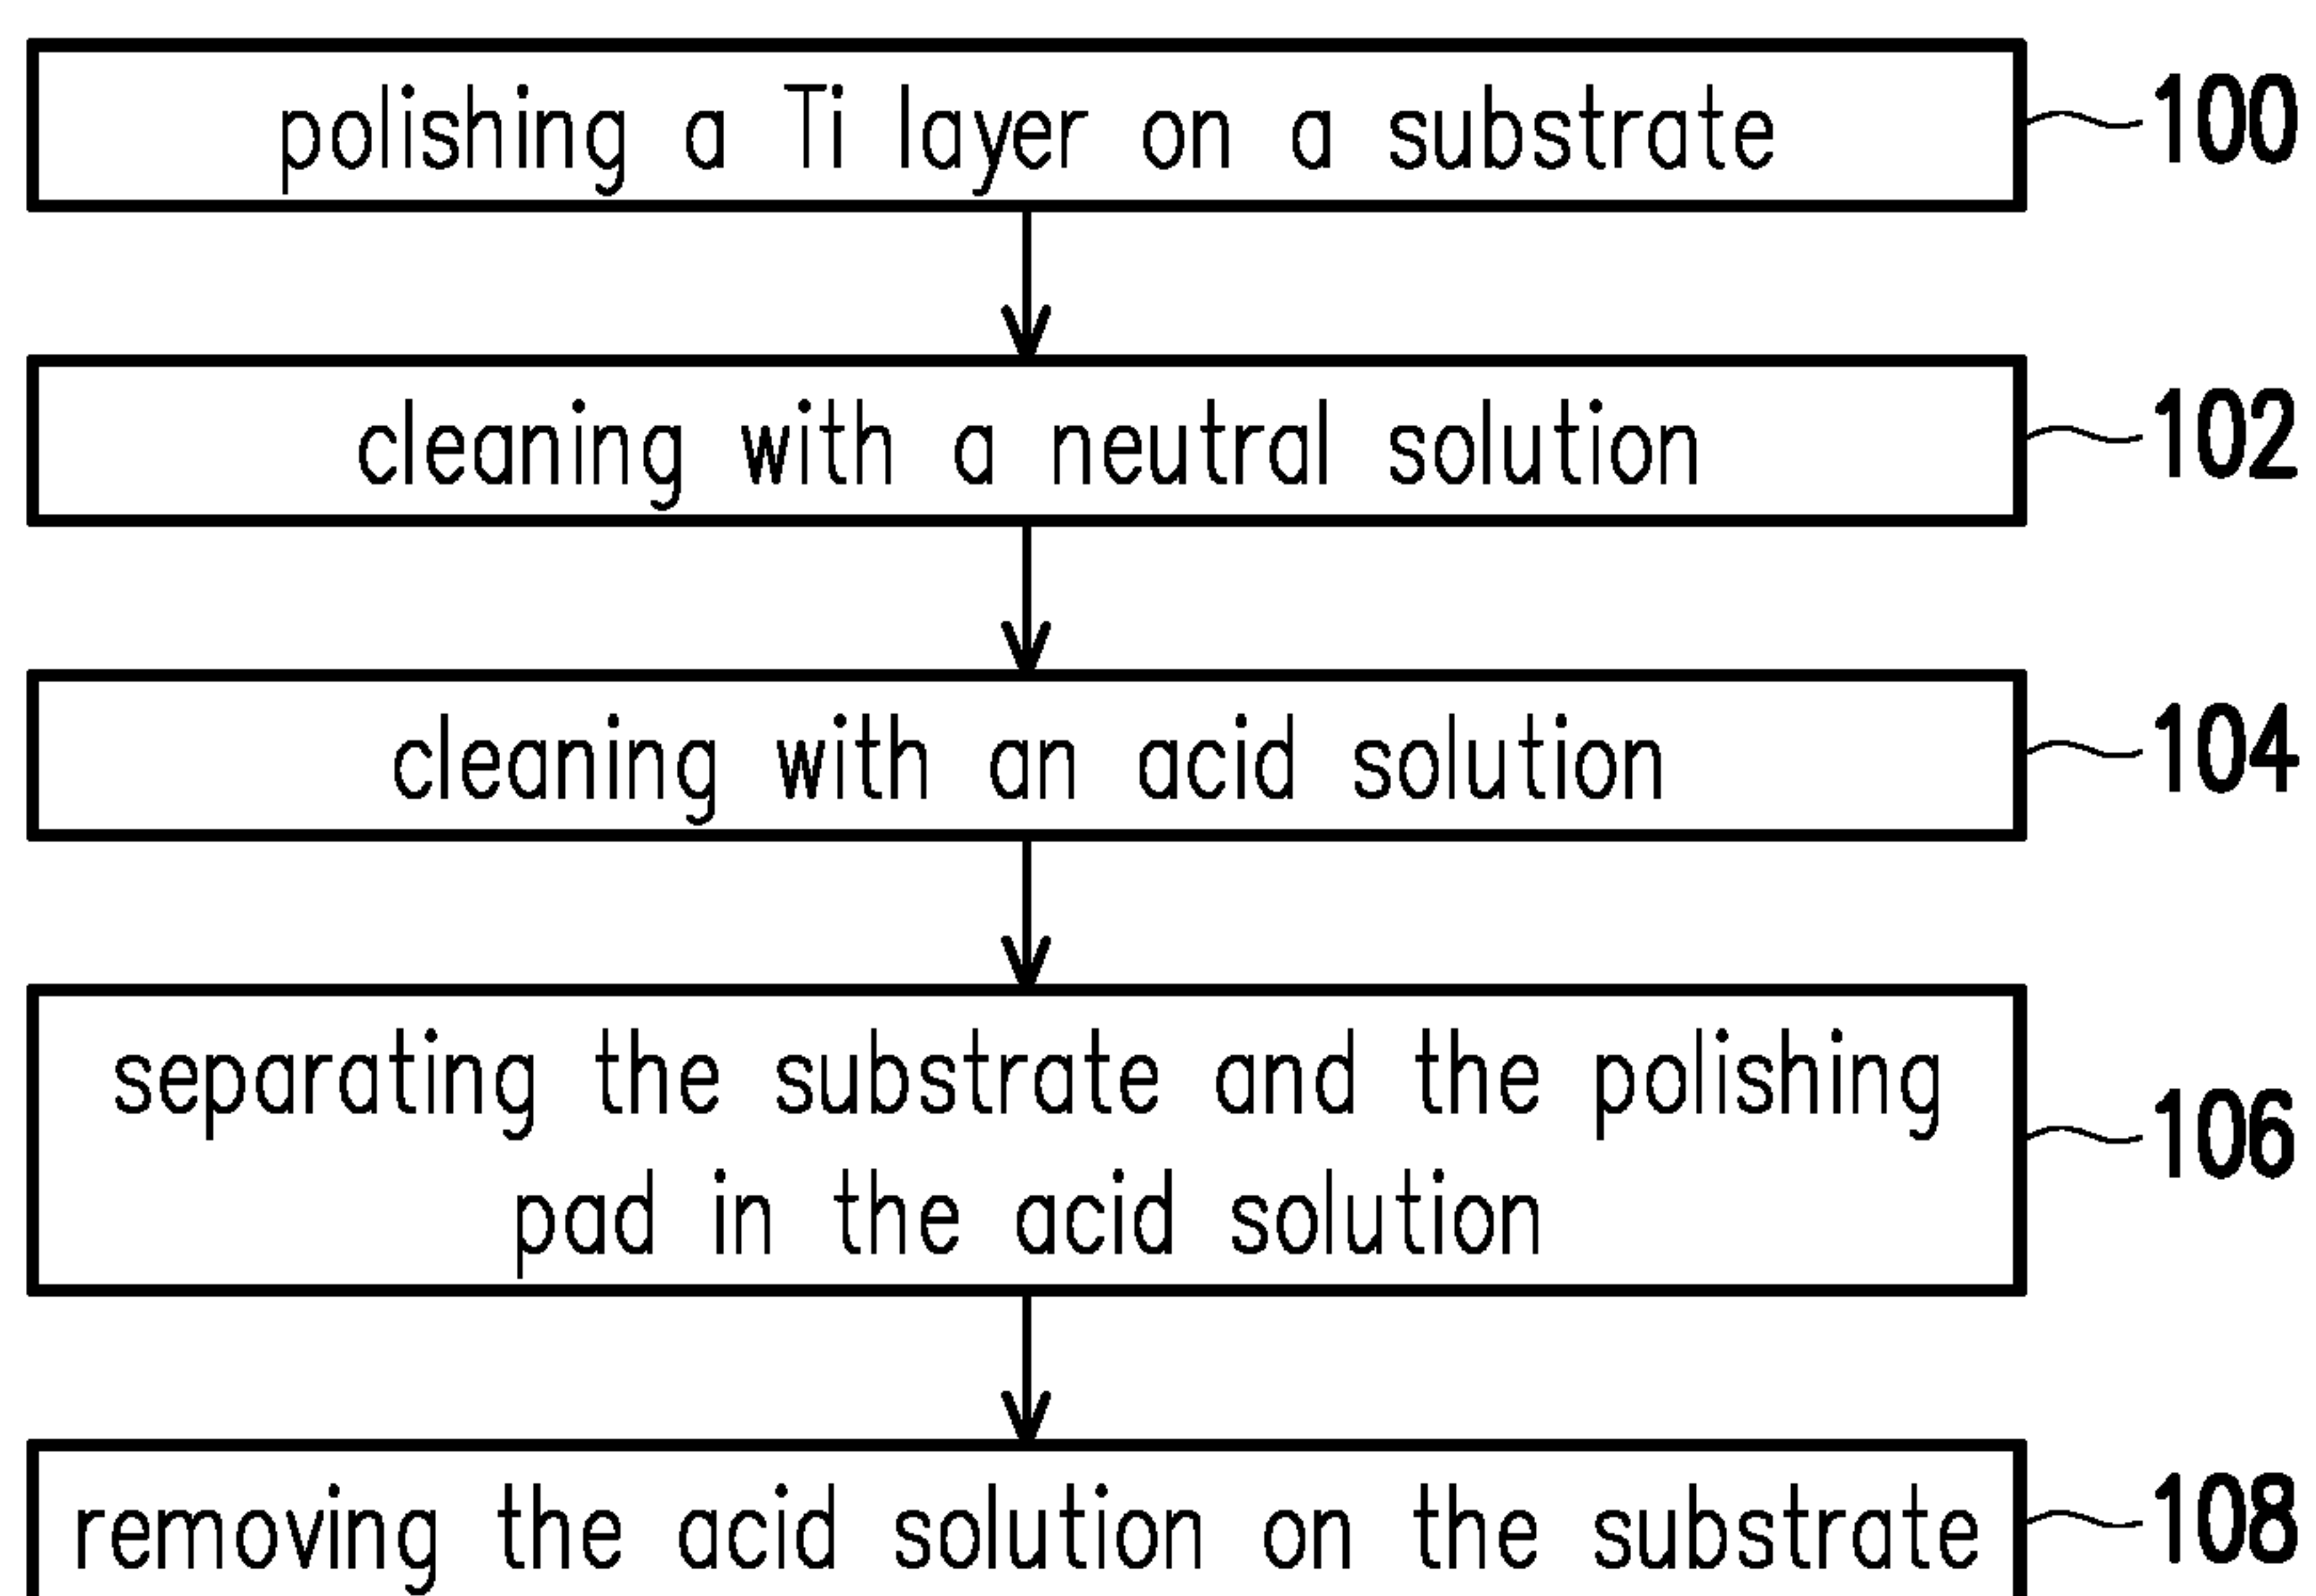 polishing a Ti layer on a substrate 100
cleaning with a neutral solution 102
cleaning with an acid solution 104
separating the substrate and the polishing
pad in the acid solution 106
removing the acid solution on the substrate 108